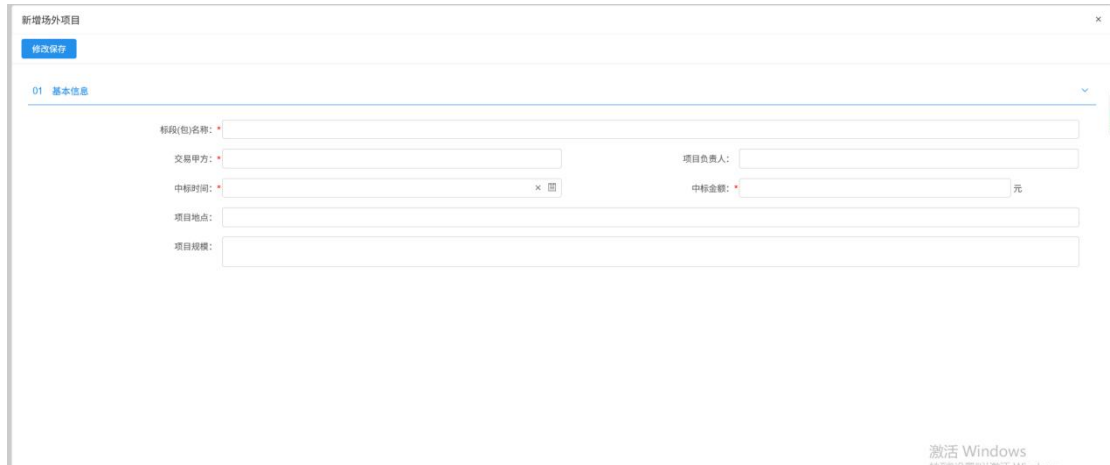 新增场外项目 ×
修改保存
01 基本信息
标段(包)名称：*
交易甲方：* 项目负责人：
中标时间：* × 中标金额：* 元
项目地点：
项目规模：
激活 Windows